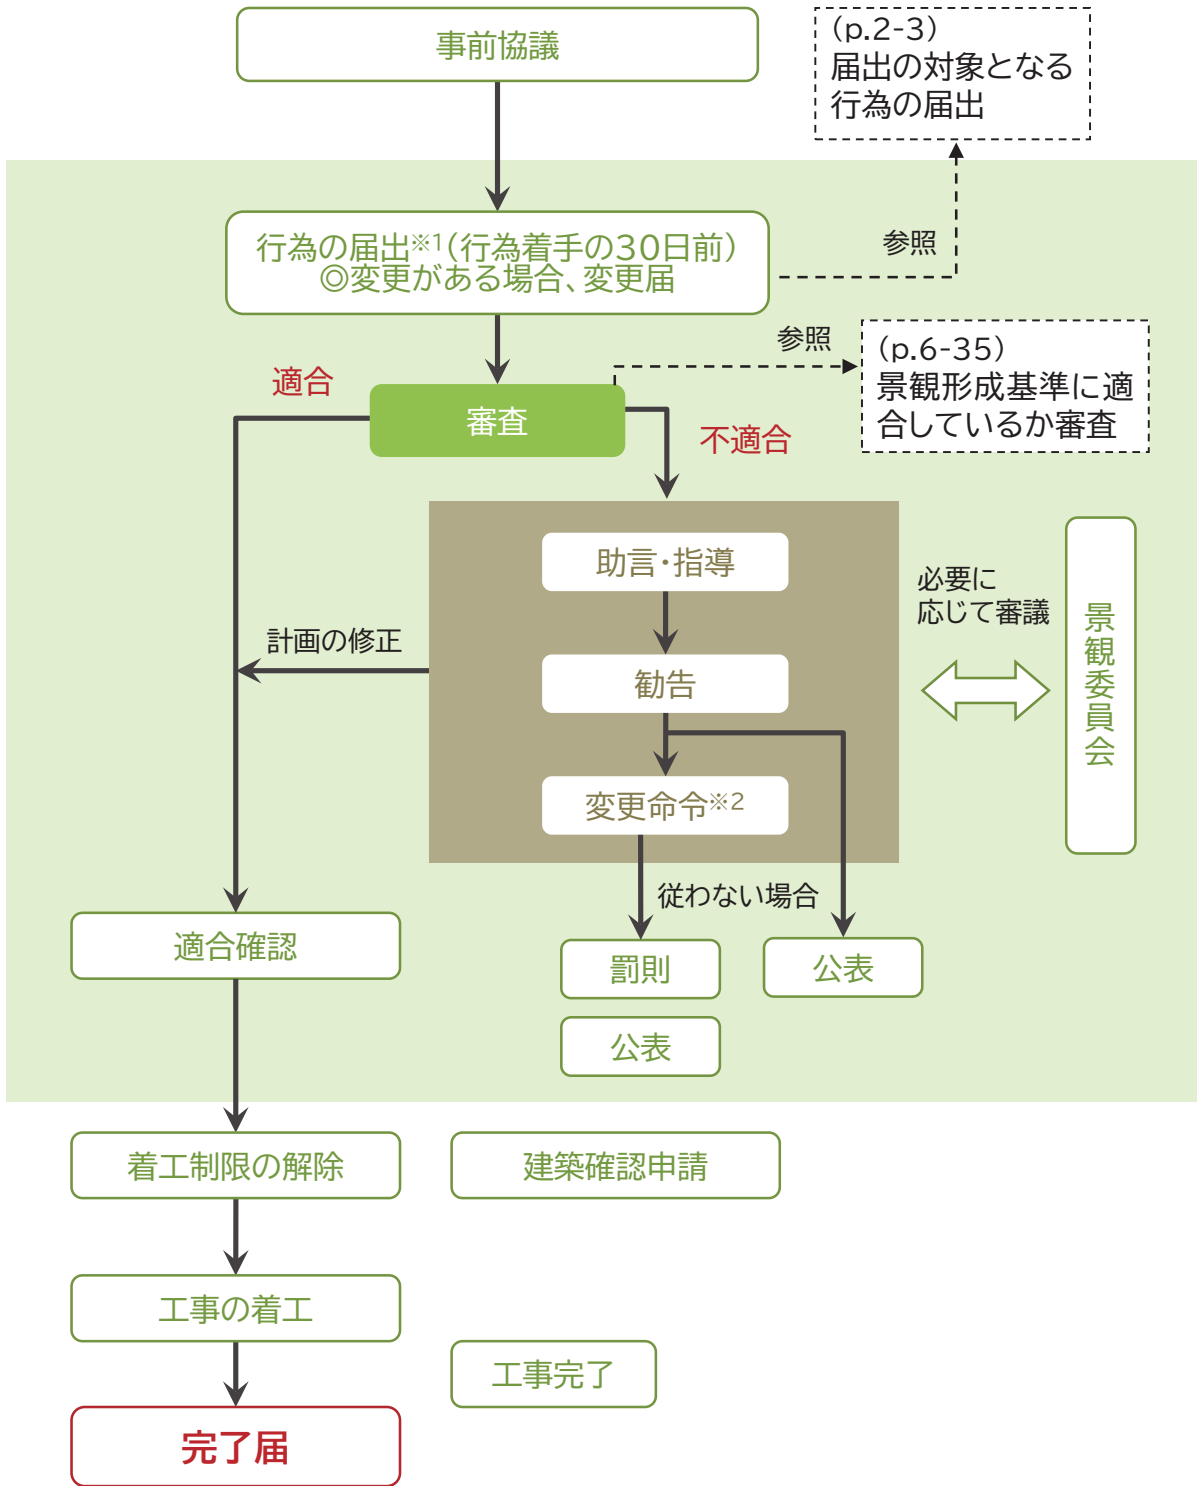 事前協議
（p.2-3）
届出の対象となる
行為の届出
行為の届出※1（行為着手の30日前）
◎変更がある場合、変更届
参照
参照
（p.6-35）
景観形成基準に適
合しているか審査
適合
審査
不適合
助言・指導
必要に
応じて審議
景観委員会
計画の修正
勧告
変更命令※2
従わない場合
適合確認
罰則
公表
公表
着工制限の解除
建築確認申請
工事の着工
工事完了
完了届